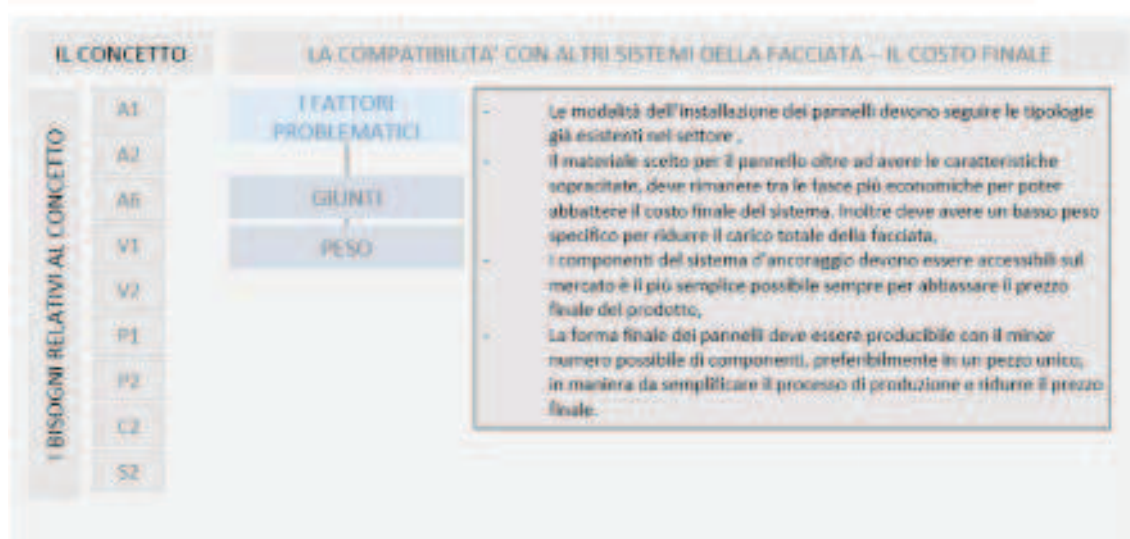 IL CONCETTO
LA COMPATIBILITA' CON ALTRI SISTEMI DELLA FACCIATA – IL COSTO FINALE
I BISOGNI RELATIVI AL CONCETTO
A1
A2
A6
V1
V2
P1
P2
C2
S2
I FATTORI
PROBLEMATICI
GIUNTI
PESO
- Le modalità dell'installazione dei pannelli devono seguire le tipologie
già esistenti nel settore ,
- Il materiale scelto per il pannello oltre ad avere le caratteristiche
sopracitate, deve rimanere tra le fasce più economiche per poter
abbattere il costo finale del sistema. Inoltre deve avere un basso peso
specifico per ridurre il carico totale della facciata,
- I componenti del sistema d'ancoraggio devono essere accessibili sul
mercato è il più semplice possibile sempre per abbassare il prezzo
finale del prodotto,
- La forma finale dei pannelli deve essere producibile con il minor
numero possibile di componenti, preferibilmente in un pezzo unico,
in maniera da semplificare il processo di produzione e ridurre il prezzo
finale.